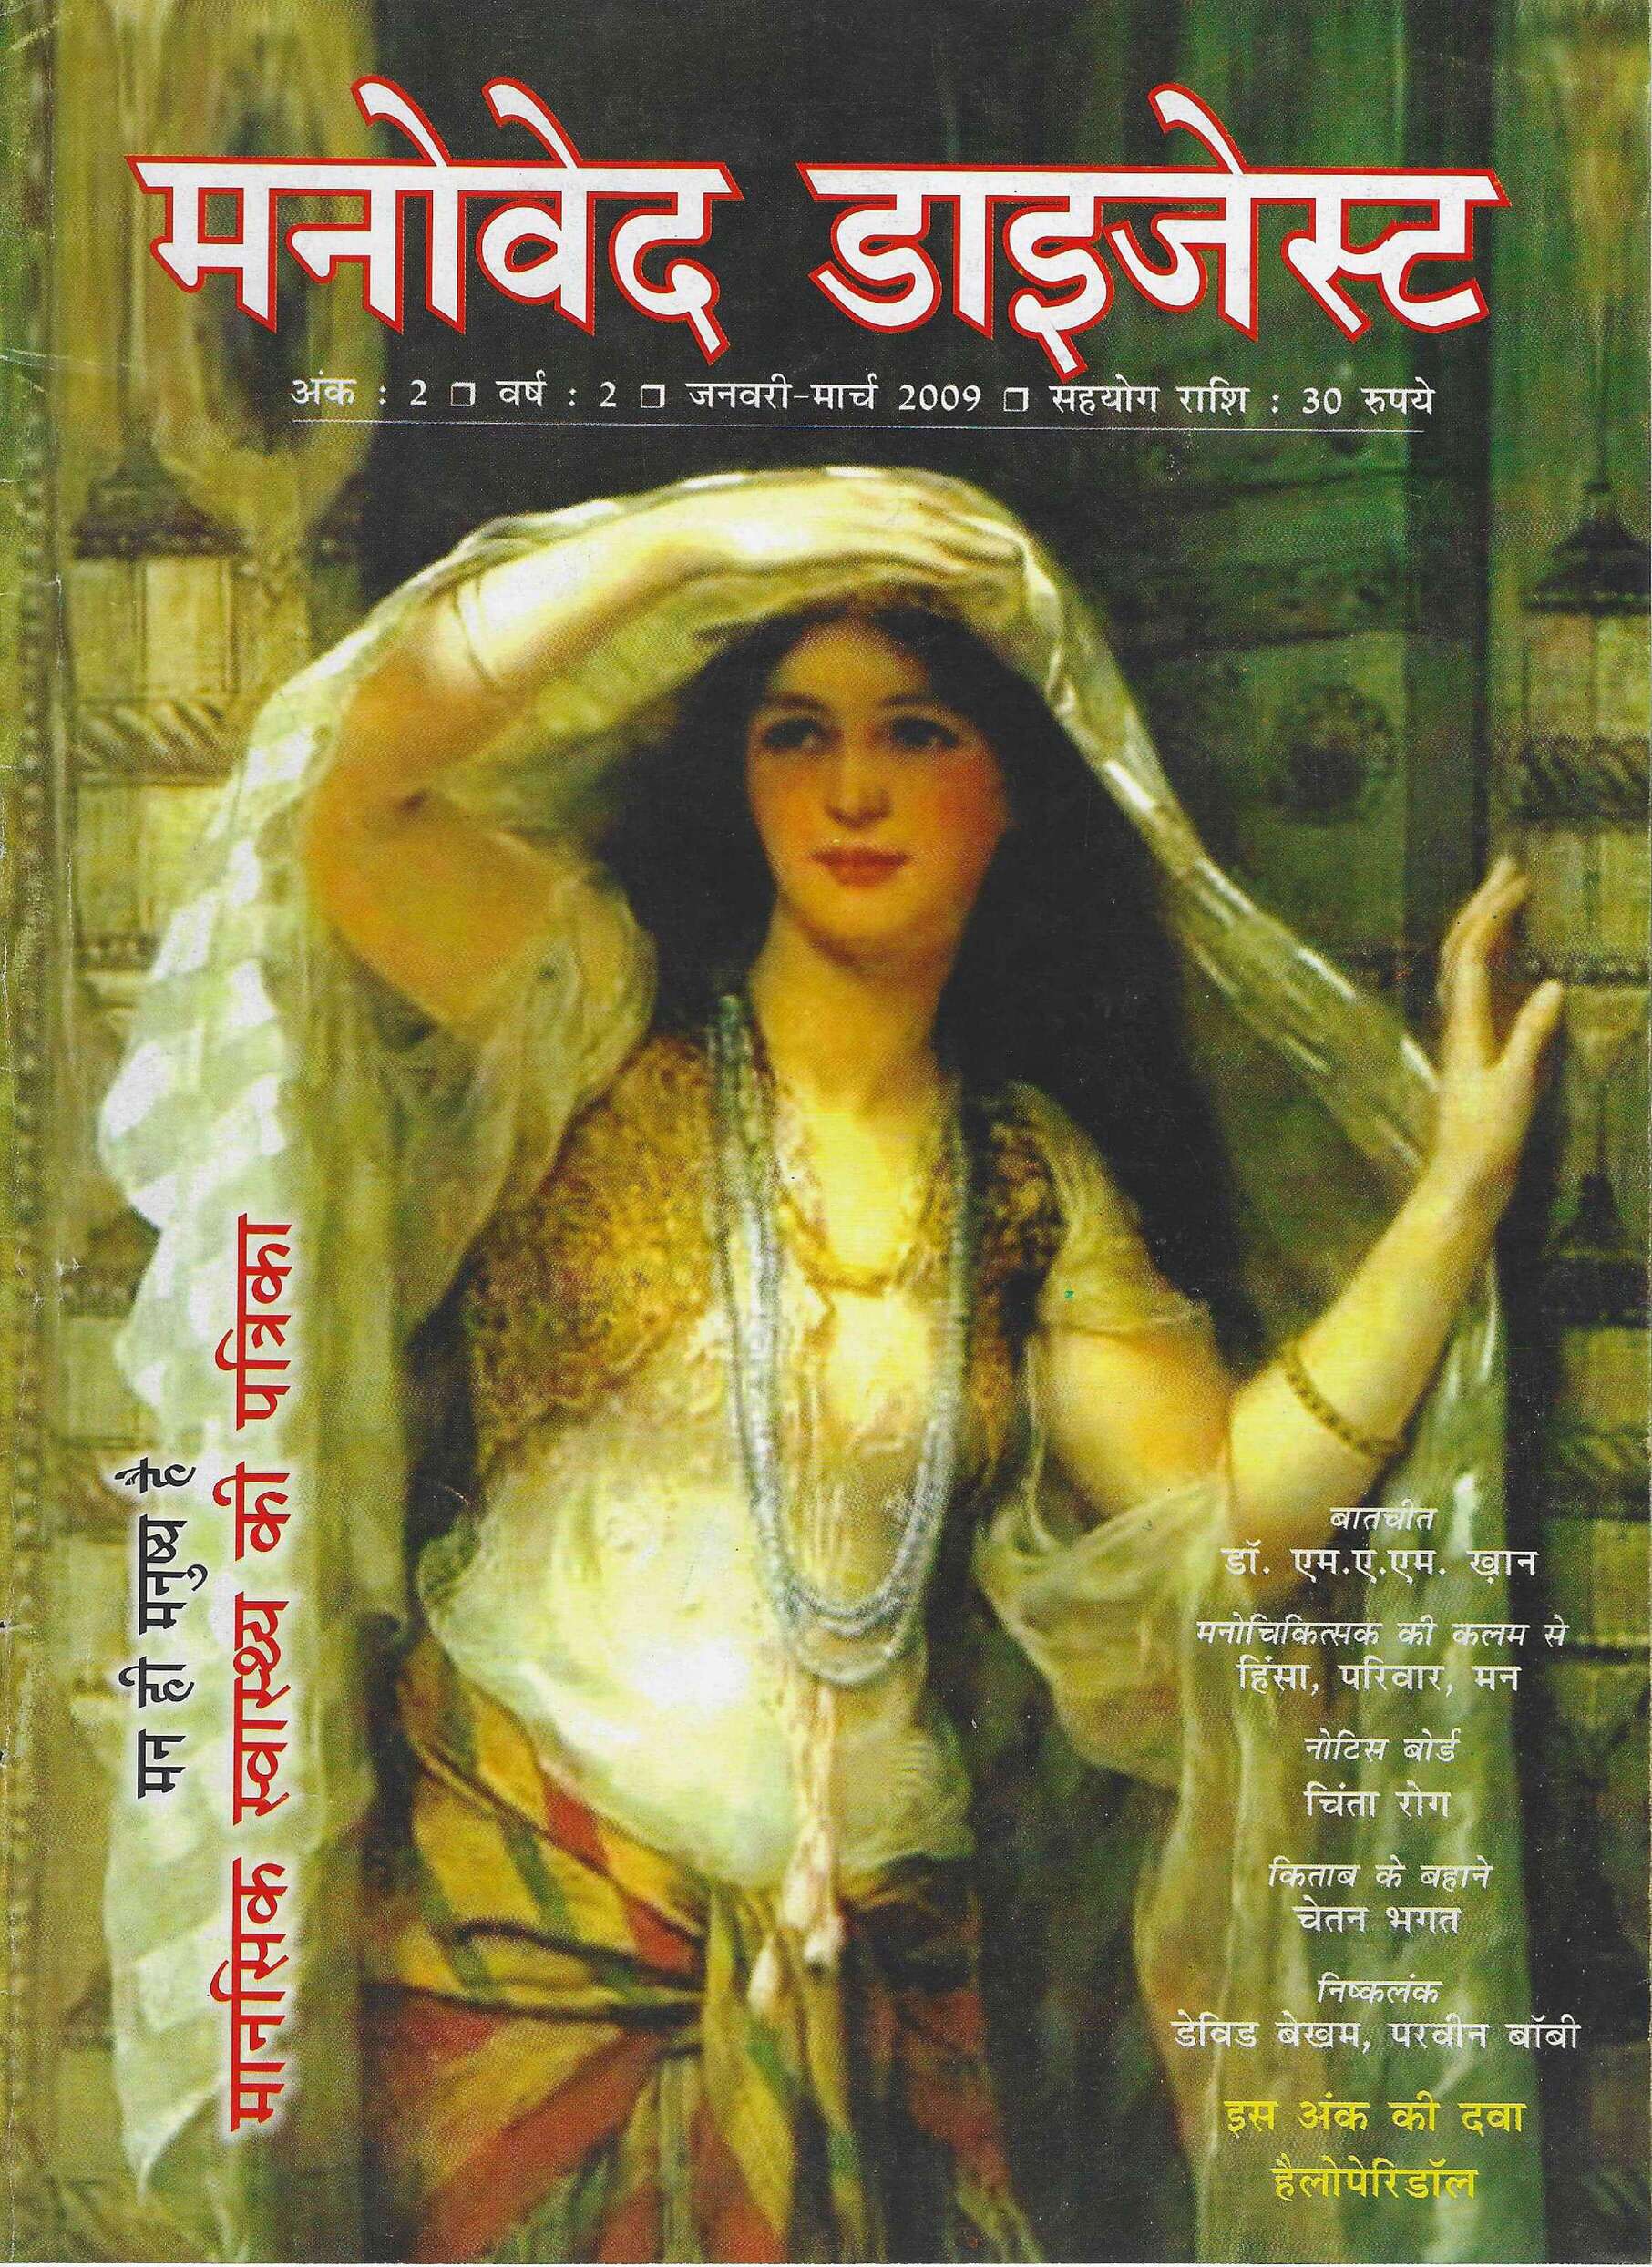 मनोवेद डाइजेस्ट
अंक : 2 ❒ वर्ष : 2 ❒ जनवरी-मार्च 2009 ❒ सहयोग राशि : 30 रुपये
मन ही मनुष्य है
मानसिक स्वास्थ्य की पत्रिका
बातचीत
डॉ. एम.ए.एम. ख़ान
मनोचिकित्सक की कलम से
हिंसा, परिवार, मन
नोटिस बोर्ड
चिंता रोग
किताब के बहाने
चेतन भगत
निष्कलंक
डेविड बेखम, परवीन बॉबी
इस अंक की दवा
हैलोपेरिडॉल